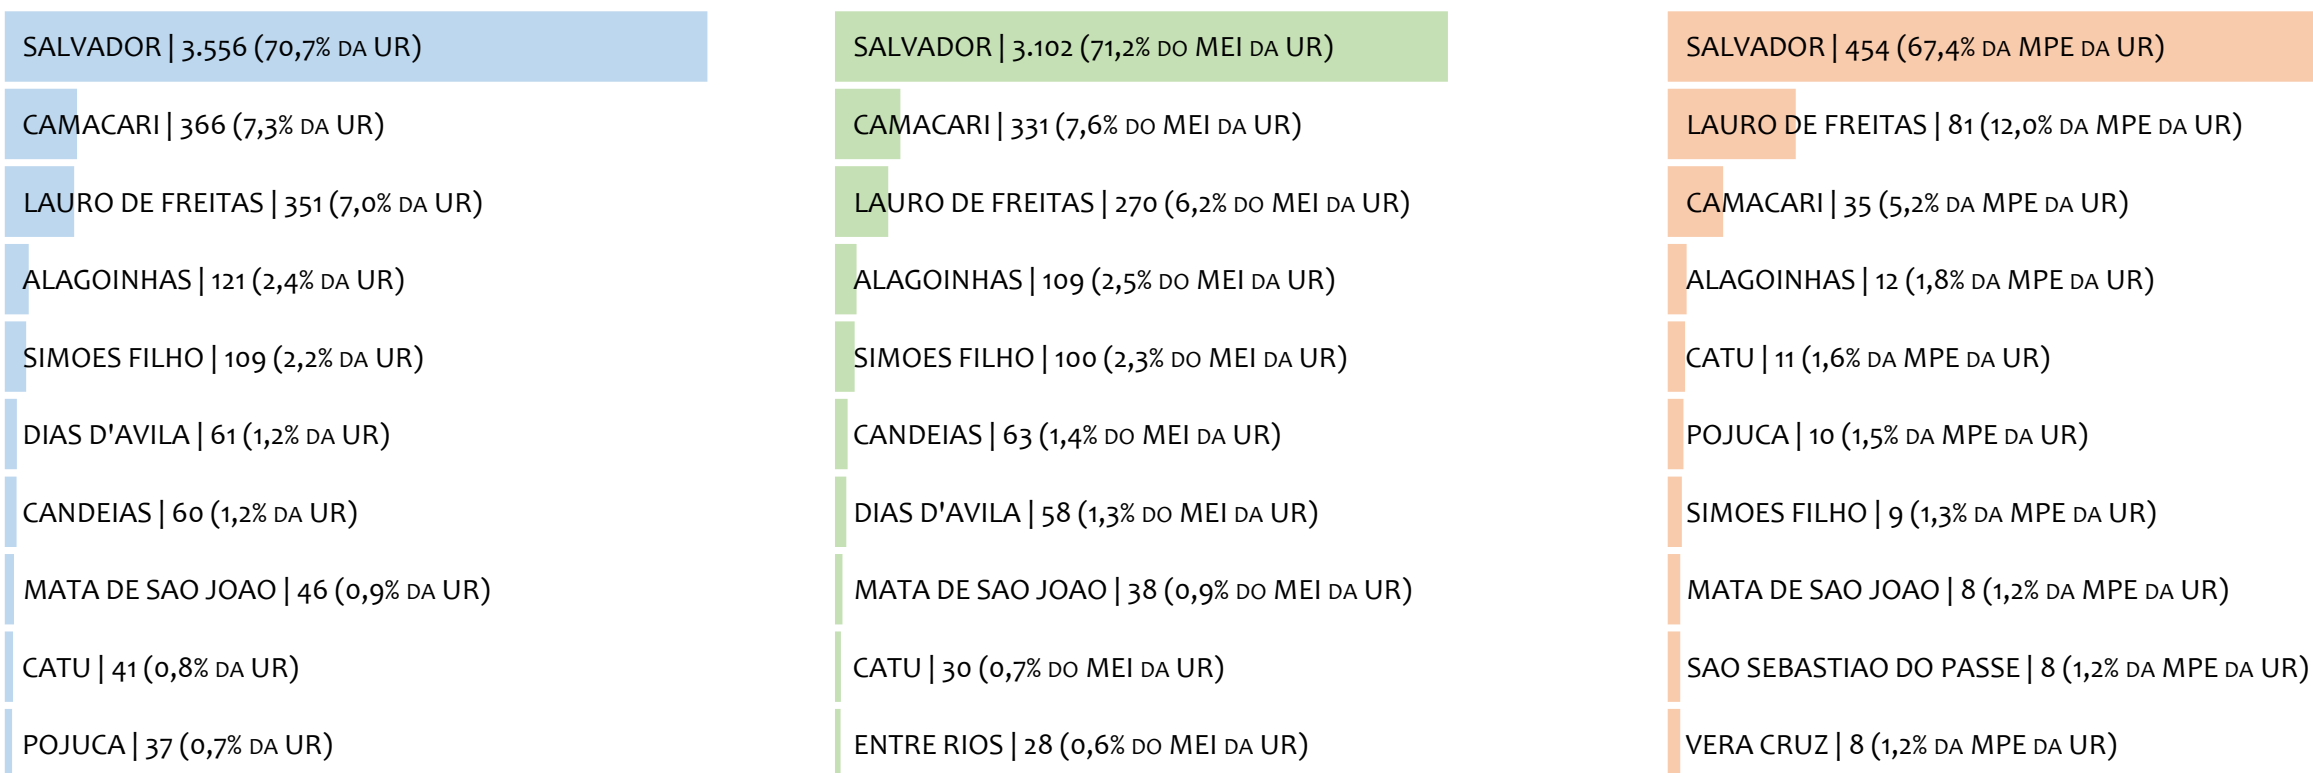 SALVADOR | 3.556 (70,7% DA UR)
CAMACARI | 366 (7,3% DA UR)
LAURO DE FREITAS | 351 (7,0% DA UR)
ALAGOINHAS | 121 (2,4% DA UR)
SIMOES FILHO | 109 (2,2% DA UR)
DIAS D'AVILA | 61 (1,2% DA UR)
CANDEIAS | 60 (1,2% DA UR)
MATA DE SAO JOAO | 46 (0,9% DA UR)
CATU | 41 (0,8% DA UR)
POJUCA | 37 (0,7% DA UR)
SALVADOR | 3.102 (71,2% DO MEI DA UR)
CAMACARI | 331 (7,6% DO MEI DA UR)
LAURO DE FREITAS | 270 (6,2% DO MEI DA UR)
ALAGOINHAS | 109 (2,5% DO MEI DA UR)
SIMOES FILHO | 100 (2,3% DO MEI DA UR)
CANDEIAS | 63 (1,4% DO MEI DA UR)
DIAS D'AVILA | 58 (1,3% DO MEI DA UR)
MATA DE SAO JOAO | 38 (0,9% DO MEI DA UR)
CATU | 30 (0,7% DO MEI DA UR)
ENTRE RIOS | 28 (0,6% DO MEI DA UR)
SALVADOR | 454 (67,4% DA MPE DA UR)
LAURO DE FREITAS | 81 (12,0% DA MPE DA UR)
CAMACARI | 35 (5,2% DA MPE DA UR)
ALAGOINHAS | 12 (1,8% DA MPE DA UR)
CATU | 11 (1,6% DA MPE DA UR)
POJUCA | 10 (1,5% DA MPE DA UR)
SIMOES FILHO | 9 (1,3% DA MPE DA UR)
MATA DE SAO JOAO | 8 (1,2% DA MPE DA UR)
SAO SEBASTIAO DO PASSE | 8 (1,2% DA MPE DA UR)
VERA CRUZ | 8 (1,2% DA MPE DA UR)